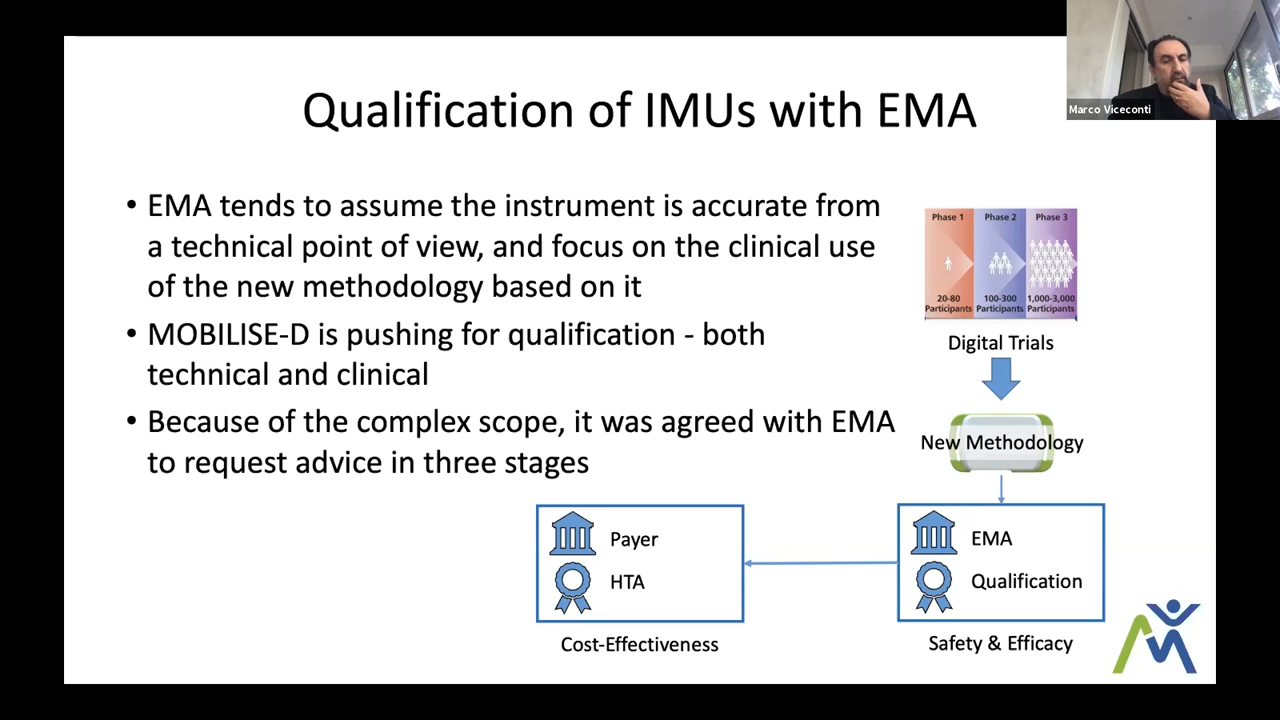 Marco Viceconti
Qualification of IMUs with EMA
• EMA tends to assume the instrument is accurate from
a technical point of view, and focus on the clinical use
of the new methodology based on it
• MOBILISE-D is pushing for qualification - both
technical and clinical
• Because of the complex scope, it was agreed with EMA
to request advice in three stages
Phase 1 Phase 2 Phase 3
20-80 100-300 1,000-3,000
Participants Participants Participants
Digital Trials
New Methodology
Payer
HTA
Cost-Effectiveness
EMA
Qualification
Safety & Efficacy